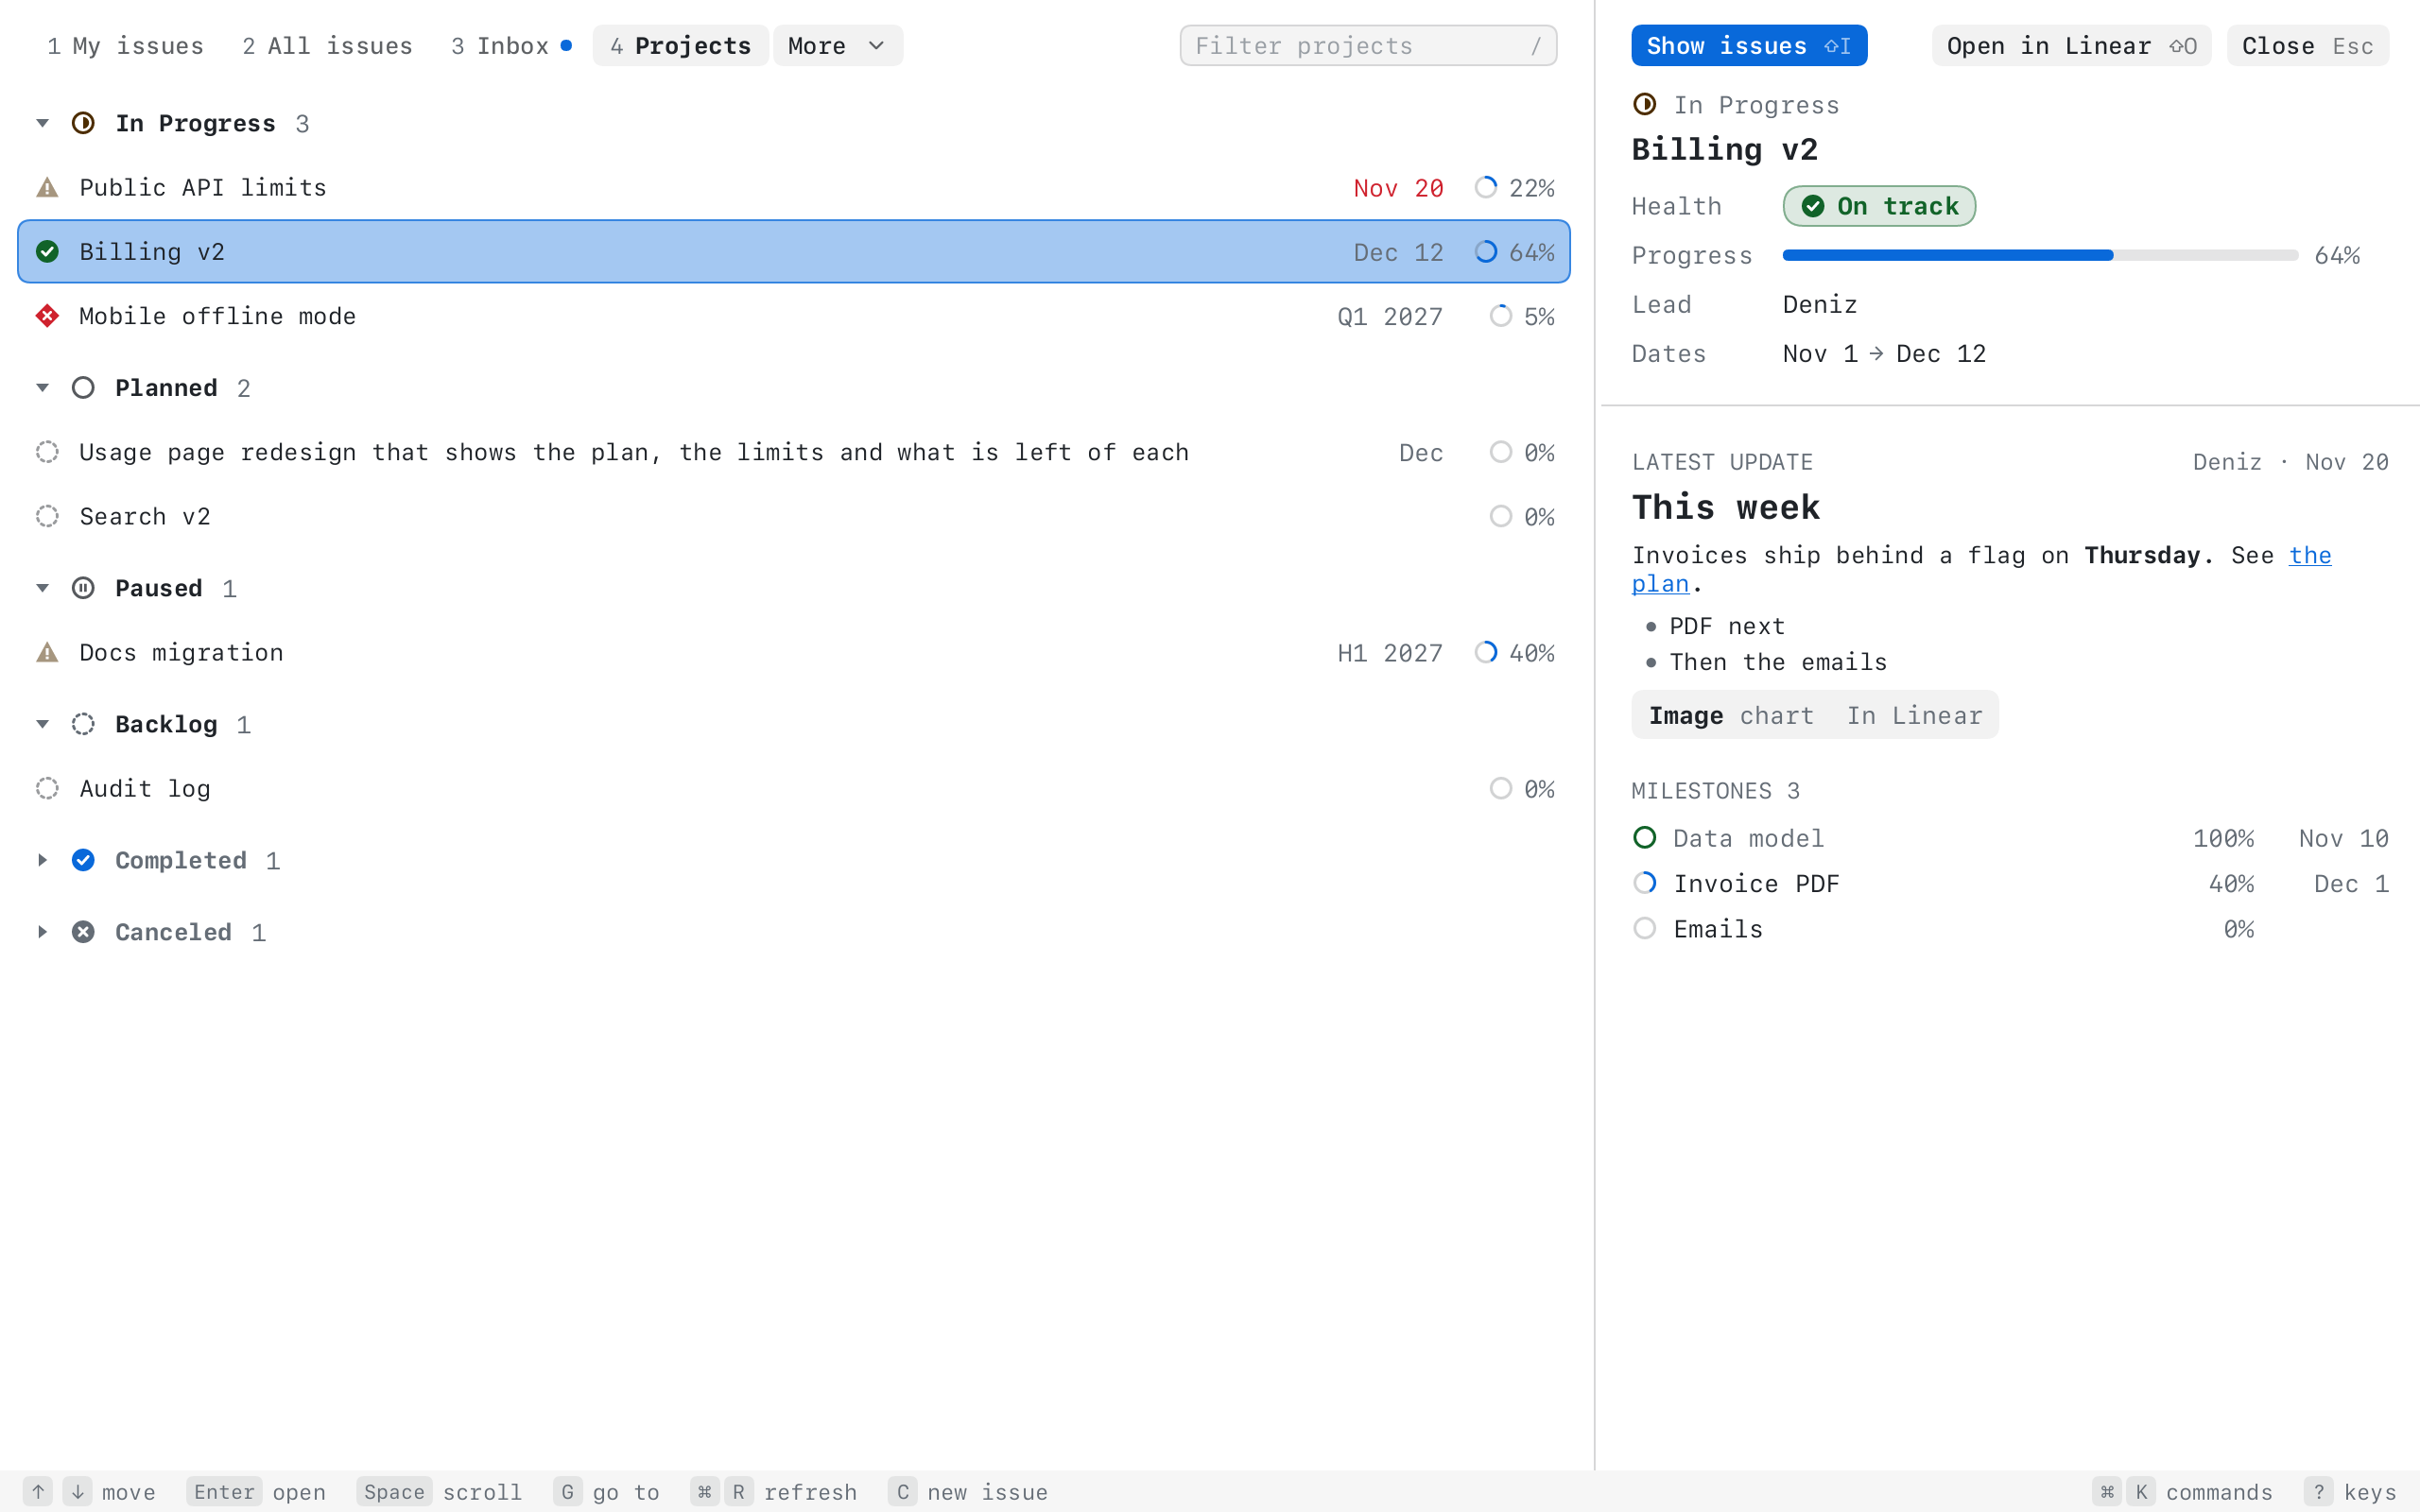 1 My issues 2 All issues 3 Inbox 4 Projects More
Filter projects /
In Progress 3
Public API limits Nov 20 22%
Billing v2 Dec 12 64%
Mobile offline mode Q1 2027 5%
Planned 2
Usage page redesign that shows the plan, the limits and what is left of each Dec 0%
Search v2 0%
Paused 1
Docs migration H1 2027 40%
Backlog 1
Audit log 0%
Completed 1
Canceled 1
Show issues ⇧I Open in Linear ⇧O Close Esc
In Progress
Billing v2
Health On track
Progress 64%
Lead Deniz
Dates Nov 1 → Dec 12
LATEST UPDATE Deniz · Nov 20
This week
Invoices ship behind a flag on Thursday. See the
plan.
• PDF next
• Then the emails
Image chart In Linear
MILESTONES 3
Data model 100% Nov 10
Invoice PDF 40% Dec 1
Emails 0%
↑ ↓ move Enter open Space scroll G go to ⌘ R refresh C new issue ⌘ K commands ? keys